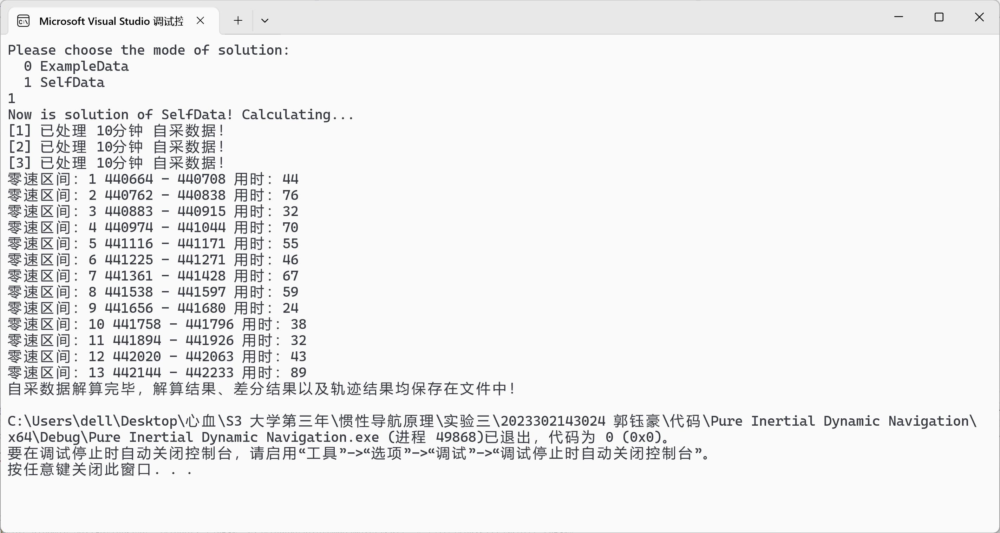 Microsoft Visual Studio 调试控
Please choose the mode of solution:
  0 ExampleData
  1 SelfData
1
Now is solution of SelfData! Calculating...
[1] 已处理 10分钟 自采数据!
[2] 已处理 10分钟 自采数据!
[3] 已处理 10分钟 自采数据!
零速区间: 1 440664 - 440708 用时: 44
零速区间: 2 440762 - 440838 用时: 76
零速区间: 3 440883 - 440915 用时: 32
零速区间: 4 440974 - 441044 用时: 70
零速区间: 5 441116 - 441171 用时: 55
零速区间: 6 441225 - 441271 用时: 46
零速区间: 7 441361 - 441428 用时: 67
零速区间: 8 441538 - 441597 用时: 59
零速区间: 9 441656 - 441680 用时: 24
零速区间: 10 441758 - 441796 用时: 38
零速区间: 11 441894 - 441926 用时: 32
零速区间: 12 442020 - 442063 用时: 43
零速区间: 13 442144 - 442233 用时: 89
自采数据解算完毕，解算结果、差分结果以及轨迹结果均保存在文件中!
C:\Users\dell\Desktop\心血\S3 大学第三年\惯性导航原理\实验三\2023302143024 郭钰豪\代码\Pure Inertial Dynamic Navigation\
x64\Debug\Pure Inertial Dynamic Navigation.exe (进程 49868)已退出，代码为 0 (0x0)。
要在调试停止时自动关闭控制台，请启用“工具”->“选项”->“调试”->“调试停止时自动关闭控制台”。
按任意键关闭此窗口. . .